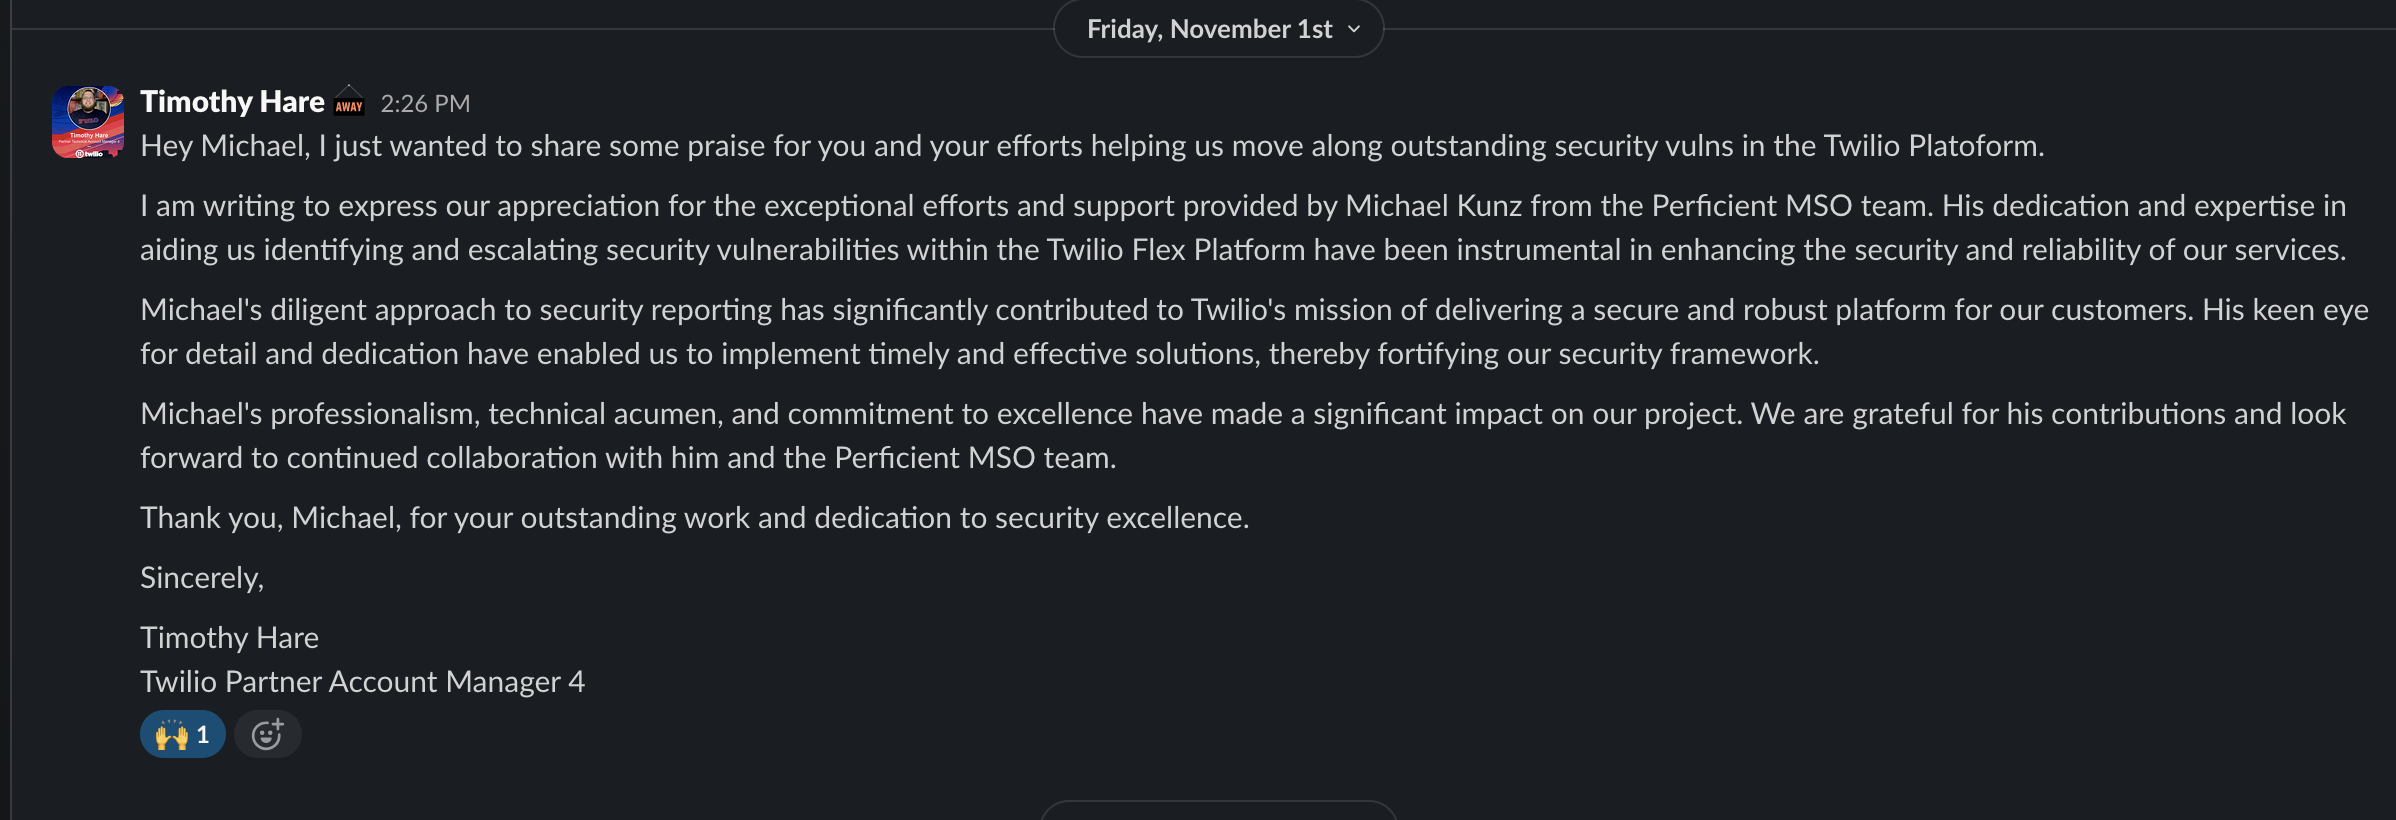 Friday, November 1st
Timothy Hare AWAY 2:26 PM
Hey Michael, I just wanted to share some praise for you and your efforts helping us move along outstanding security vulns in the Twilio Platoform.
I am writing to express our appreciation for the exceptional efforts and support provided by Michael Kunz from the Perficient MSO team. His dedication and expertise in
aiding us identifying and escalating security vulnerabilities within the Twilio Flex Platform have been instrumental in enhancing the security and reliability of our services.
Michael's diligent approach to security reporting has significantly contributed to Twilio's mission of delivering a secure and robust platform for our customers. His keen eye
for detail and dedication have enabled us to implement timely and effective solutions, thereby fortifying our security framework.
Michael's professionalism, technical acumen, and commitment to excellence have made a significant impact on our project. We are grateful for his contributions and look
forward to continued collaboration with him and the Perficient MSO team.
Thank you, Michael, for your outstanding work and dedication to security excellence.
Sincerely,
Timothy Hare
Twilio Partner Account Manager 4
1
Timothy Hare
twilio